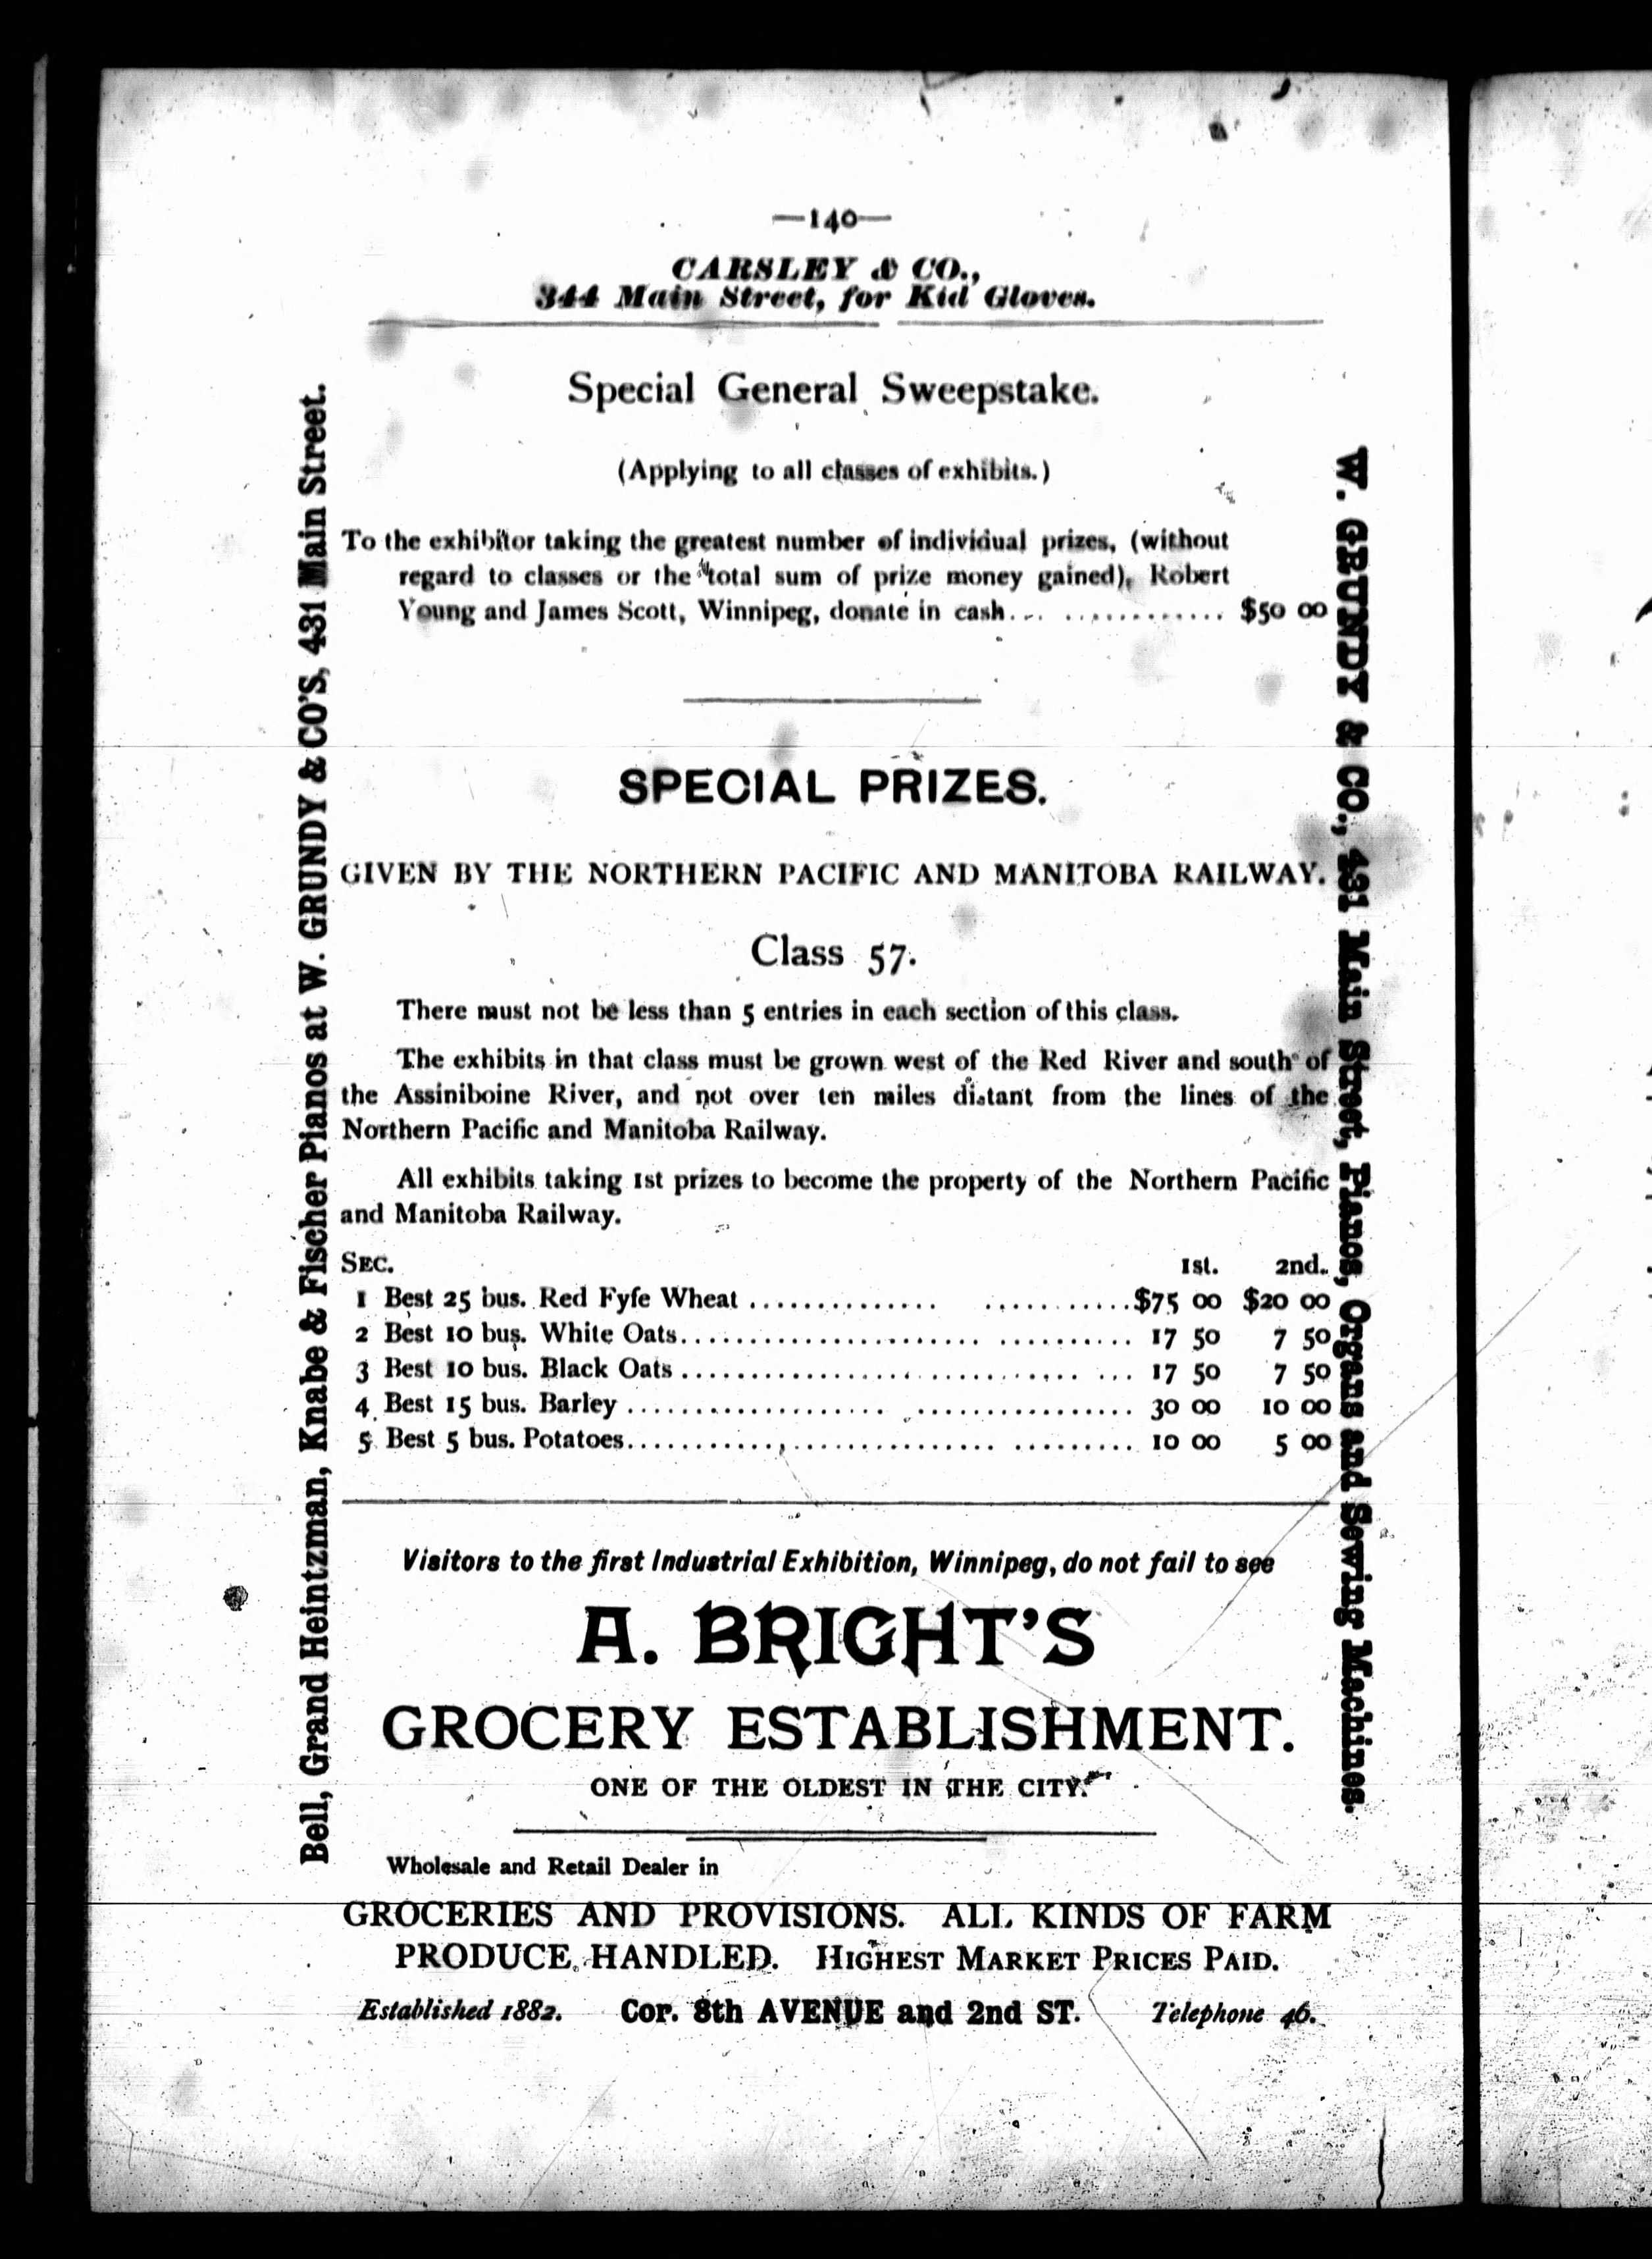 —140—
CARSLEY & CO.,
344 Main Street, for Kid Gloves.
Special General Sweepstake.
(Applying to all classes of exhibits.)
To the exhibitor taking the greatest number of individual prizes, (without
regard to classes or the total sum of prize money gained), Robert
Young and James Scott, Winnipeg, donate in cash... ............ $50 00
SPECIAL PRIZES.
GIVEN BY THE NORTHERN PACIFIC AND MANITOBA RAILWAY.
Class 57.
There must not be less than 5 entries in each section of this class.
The exhibits in that class must be grown west of the Red River and south of
the Assiniboine River, and not over ten miles distant from the lines of the
Northern Pacific and Manitoba Railway.
All exhibits taking 1st prizes to become the property of the Northern Pacific
and Manitoba Railway.
SEC. 1st. 2nd.
1 Best 25 bus. Red Fyfe Wheat .............. ...........$75 00 $20 00
2 Best 10 bus. White Oats............................ .......... 17 50 7 50
3 Best 10 bus. Black Oats ................................... ... 17 50 7 50
4 Best 15 bus. Barley ..................... ................. 30 00 10 00
5 Best 5 bus. Potatoes................................ ......... 10 00 5 00
Visitors to the first Industrial Exhibition, Winnipeg, do not fail to see
A. BRIGHT'S
GROCERY ESTABLISHMENT.
ONE OF THE OLDEST IN THE CITY.
Wholesale and Retail Dealer in
GROCERIES AND PROVISIONS. ALL KINDS OF FARM
PRODUCE HANDLED. HIGHEST MARKET PRICES PAID.
Established 1882. Cor. 8th AVENUE and 2nd ST. Telephone 46.
Bell, Grand Heintzman, Knabe & Fischer Pianos at W. GRUNDY & CO'S, 431 Main Street.
W. GRUNDY & CO., 431 Main Street, Pianos, Organs and Sewing Machines.